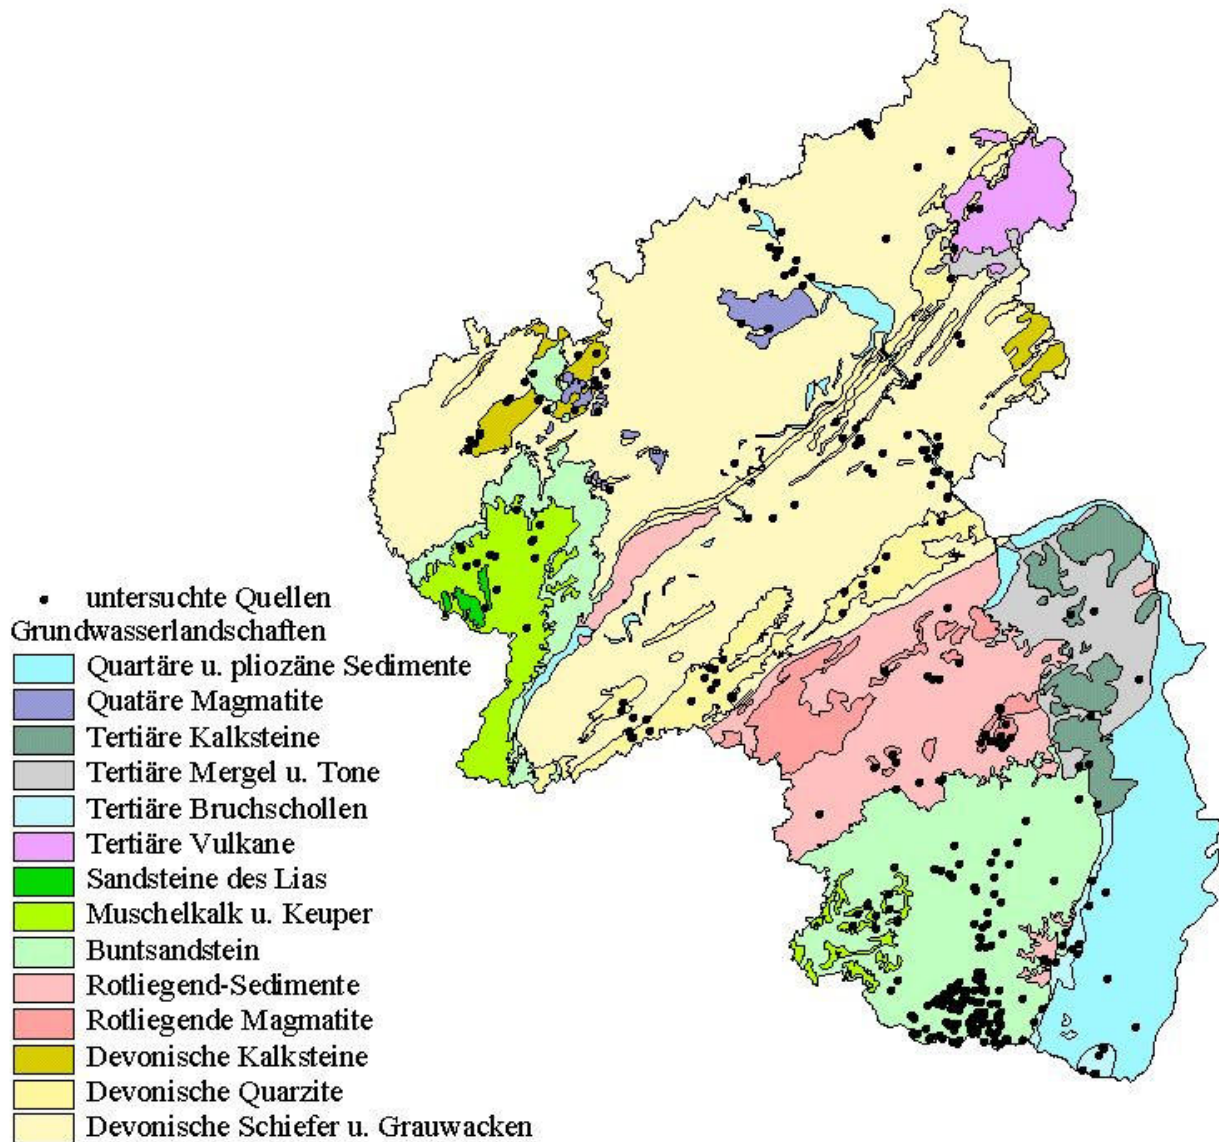 untersuchte Quellen
Grundwasserlandschaften
Quartäre u. pliozäne Sedimente
Quatäre Magmatite
Tertiäre Kalksteine
Tertiäre Mergel u. Tone
Tertiäre Bruchschollen
Tertiäre Vulkane
Sandsteine des Lias
Muschelkalk u. Keuper
Buntsandstein
Rotliegend-Sedimente
Rotliegende Magmatite
Devonische Kalksteine
Devonische Quarzite
Devonische Schiefer u. Grauwacken